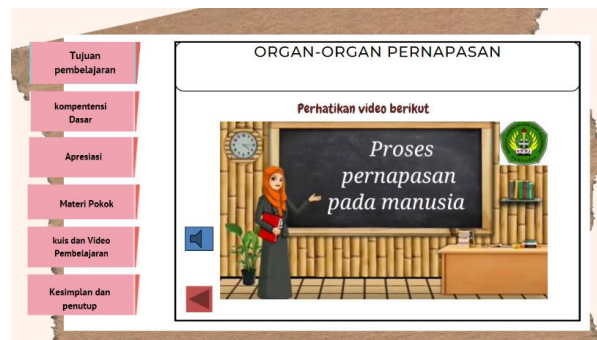 Tujuan
pembelajaran
kompentensi
Dasar
Apresiasi
Materi Pokok
kuis dan Video
Pembelajaran
Kesimplan dan
penutup
ORGAN-ORGAN PERNAPASAN
Perhatikan video berikut
Proses
pernapasan
pada manusia